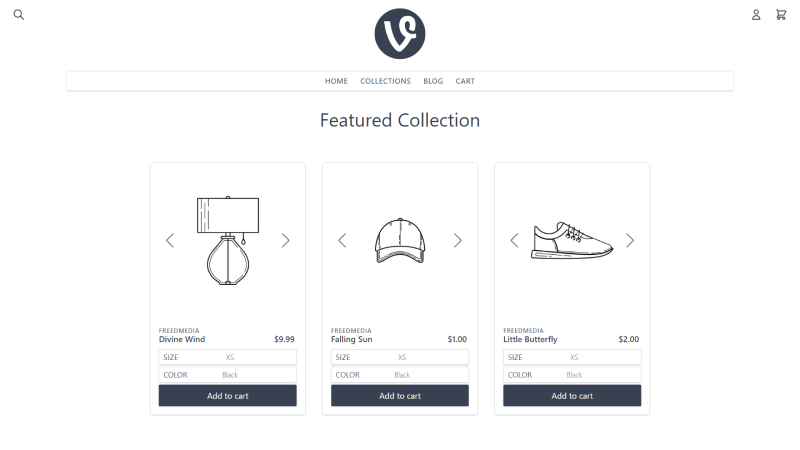 HOME COLLECTIONS BLOG CART
Featured Collection
FREEDMEDIA
Divine Wind $9.99
SIZE XS
COLOR Black
Add to cart
FREEDMEDIA
Falling Sun $1.00
SIZE XS
COLOR Black
Add to cart
FREEDMEDIA
Little Butterfly $2.00
SIZE XS
COLOR Black
Add to cart